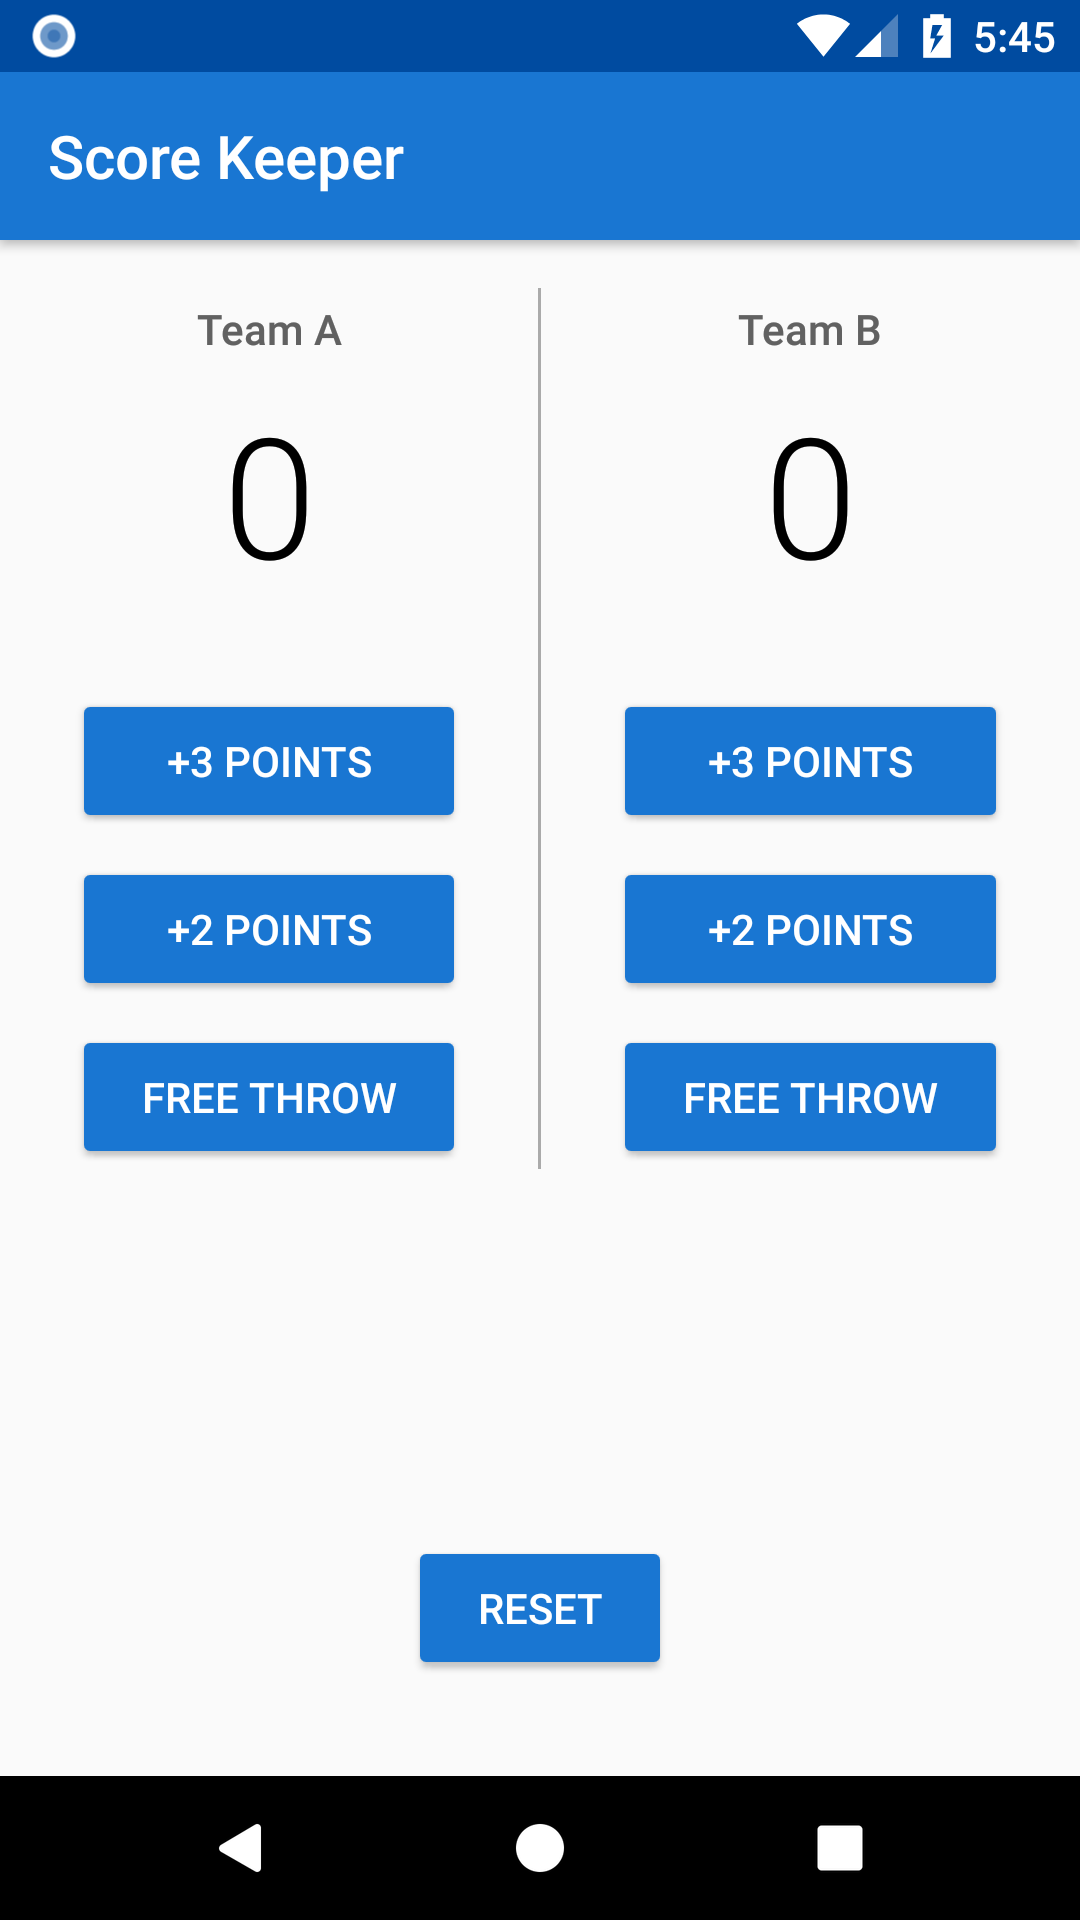 5:45
Score Keeper
Team A
Team B
0
0
+3 POINTS
+3 POINTS
+2 POINTS
+2 POINTS
FREE THROW
FREE THROW
RESET